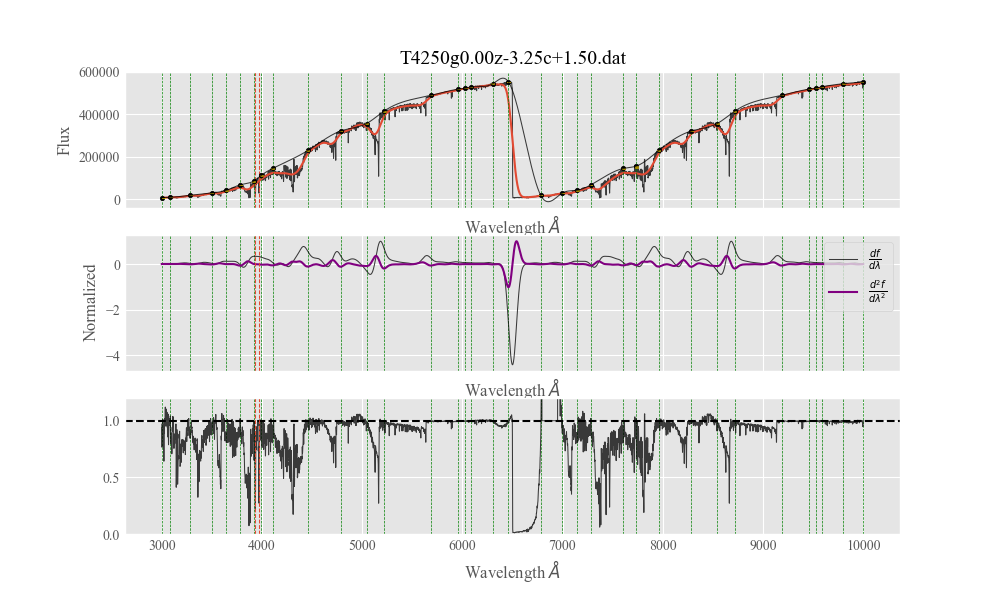 T4250g0.00z-3.25c+1.50.dat
600000
400000
200000
0
Flux
Wavelength Å
0
−2
−4
Normalized
df/dλ
d²f/dλ²
Wavelength Å
1.0
0.5
0.0
3000 4000 5000 6000 7000 8000 9000 10000
Wavelength Å